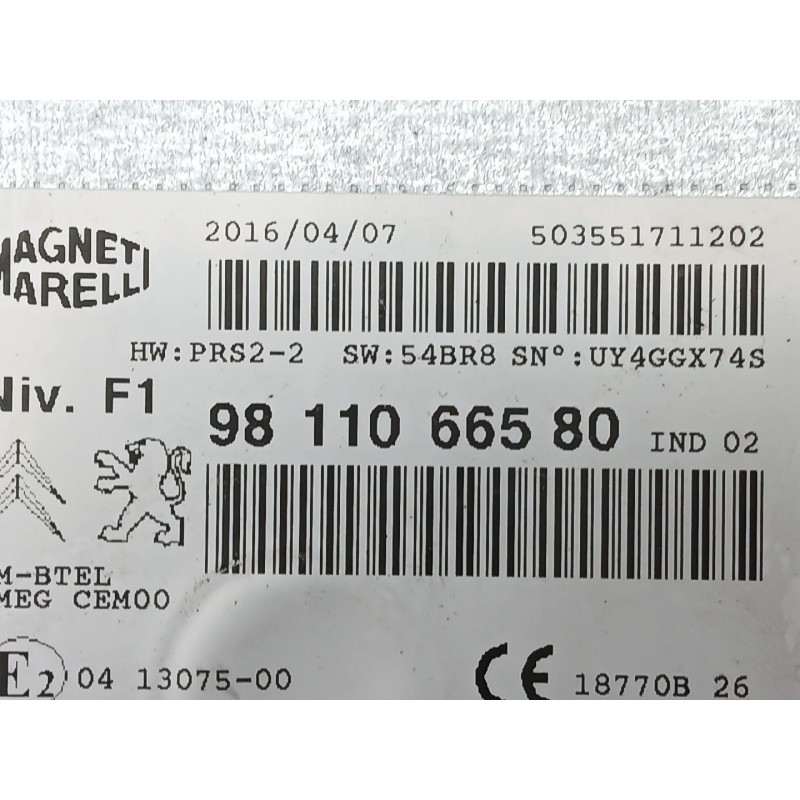 2016/04/07 503551711202
MAGNETI
MARELLI
HW:PRS2-2 SW:54BR8 SN°:UY4GGX74S
Niv. F1
98 110 665 80 IND 02
M-BTEL
MEG CEM00
E2 04 13075-00 CE 18770B 26